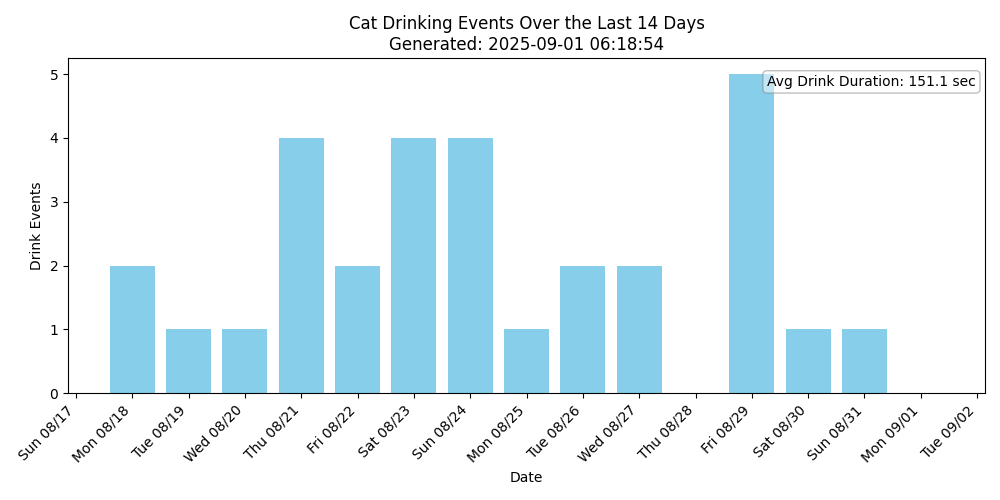 Cat Drinking Events Over the Last 14 Days
Generated: 2025-09-01 06:18:54
Avg Drink Duration: 151.1 sec
Drink Events
5
4
3
2
1
0
Sun 08/17
Mon 08/18
Tue 08/19
Wed 08/20
Thu 08/21
Fri 08/22
Sat 08/23
Sun 08/24
Mon 08/25
Tue 08/26
Wed 08/27
Thu 08/28
Fri 08/29
Sat 08/30
Sun 08/31
Mon 09/01
Tue 09/02
Date